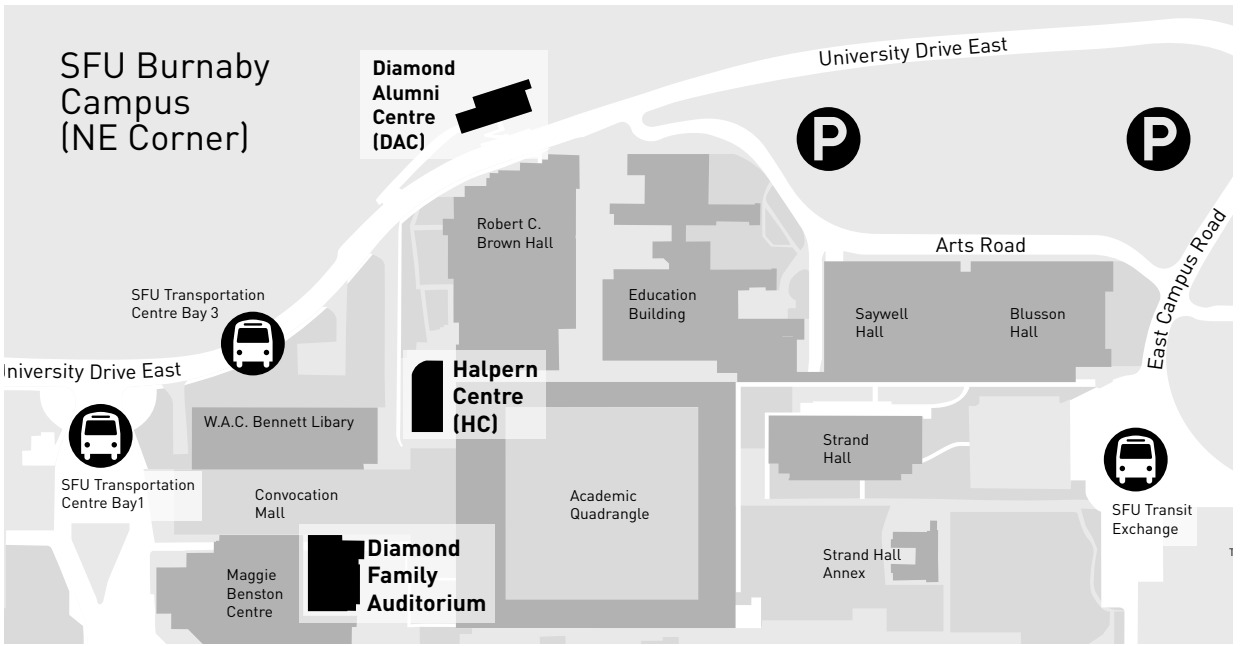 SFU Burnaby
Campus
(NE Corner)
Diamond
Alumni
Centre
(DAC)
University Drive East
P
P
Robert C.
Brown Hall
Arts Road
East Campus Road
SFU Transportation
Centre Bay 3
Education
Building
Saywell
Hall
Blusson
Hall
University Drive East
Halpern
Centre
(HC)
W.A.C. Bennett Libary
Strand
Hall
SFU Transportation
Centre Bay1
Convocation
Mall
Academic
Quadrangle
SFU Transit
Exchange
Diamond
Family
Auditorium
Strand Hall
Annex
Maggie
Benston
Centre